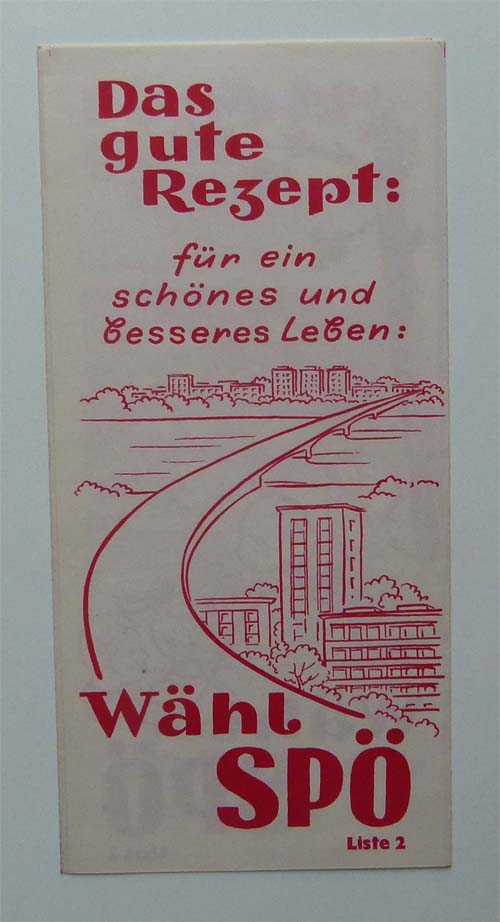 Das
gute
Rezept:
für ein
schönes und
besseres Leben:
Wähl
SPÖ
Liste 2